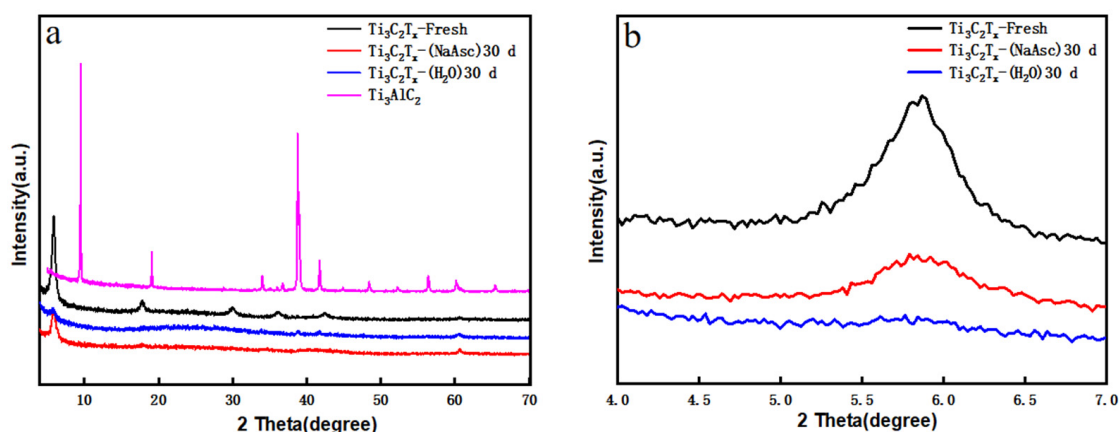 a
Ti₃C₂Tₓ-Fresh
Ti₃C₂Tₓ-(NaAsc)30 d
Ti₃C₂Tₓ-(H₂O)30 d
Ti₃AlC₂
Intensity(a.u.)
10 20 30 40 50 60 70
2 Theta(degree)
b
Ti₃C₂Tₓ-Fresh
Ti₃C₂Tₓ-(NaAsc)30 d
Ti₃C₂Tₓ-(H₂O)30 d
Intensity(a.u.)
4.0 4.5 5.0 5.5 6.0 6.5 7.0
2 Theta(degree)